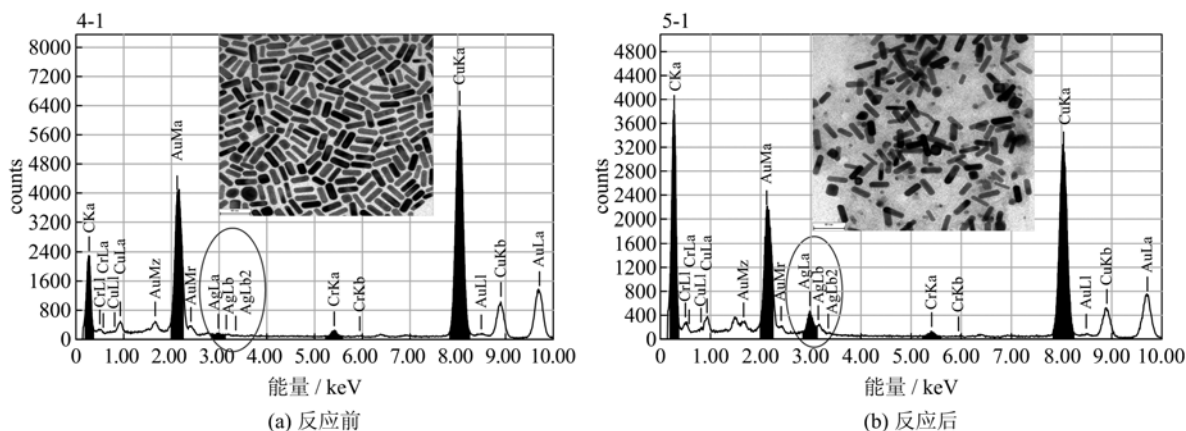 4-1
8000
7200
6400
5600
4800
4000
3200
2400
1600
800
0
counts
CKa
CrLl
CrLa
CuLl
CuLa
AuMz
AuMa
AuMr
AgLa
AgLb
AgLb2
CrKa
CrKb
CuKa
AuLl
CuKb
AuLa
0.00 1.00 2.00 3.00 4.00 5.00 6.00 7.00 8.00 9.00 10.00
能量 / keV
(a) 反应前
5-1
4800
4400
4000
3600
3200
2800
2400
2000
1600
1200
800
400
0
counts
CKa
CrLl
CrLa
CuLl
CuLa
AuMz
AuMa
AuMr
AgLa
AgLb
AgLb2
CrKa
CrKb
CuKa
AuLl
CuKb
AuLa
0.00 1.00 2.00 3.00 4.00 5.00 6.00 7.00 8.00 9.00 10.00
能量 / keV
(b) 反应后